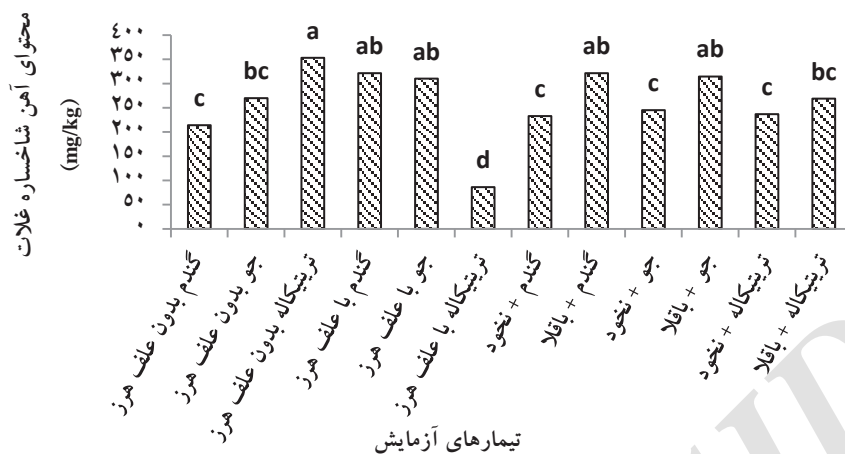 محتوای آهن شاخساره غلات
(mg/kg)
۴۰۰
۳۵۰
۳۰۰
۲۵۰
۲۰۰
۱۵۰
۱۰۰
۵۰
۰
c
bc
a
ab
ab
d
c
ab
c
ab
c
bc
گندم بدون علف هرز
جو بدون علف هرز
تریتیکاله بدون علف هرز
گندم با علف هرز
جو با علف هرز
تریتیکاله با علف هرز
گندم + نخود
گندم + باقلا
جو + نخود
جو + باقلا
تریتیکاله + نخود
تریتیکاله + باقلا
تیمارهای آزمایش